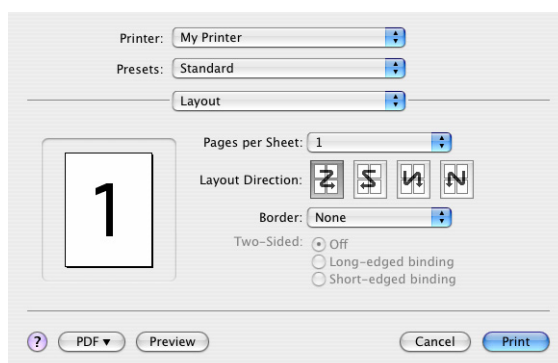 Printer: My Printer
Presets: Standard
Layout
Pages per Sheet: 1
Layout Direction:
Border: None
Two-Sided: Off
Long-edged binding
Short-edged binding
1
? PDF▼ Preview Cancel Print